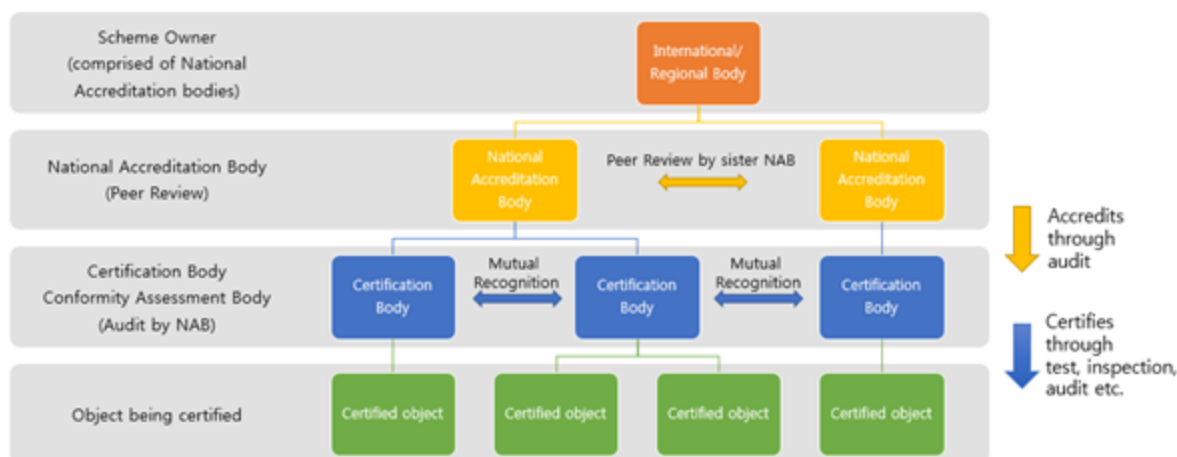 Scheme Owner
(comprised of National
Accreditation bodies)
International/
Regional Body
National Accreditation Body
(Peer Review)
National
Accreditation
Body
Peer Review by sister NAB
National
Accreditation
Body
Accredits
through
audit
Certification Body
Conformity Assessment Body
(Audit by NAB)
Certification
Body
Mutual
Recognition
Certification
Body
Mutual
Recognition
Certification
Body
Certifies
through
test, inspection,
audit etc.
Object being certified
Certified object
Certified object
Certified object
Certified object